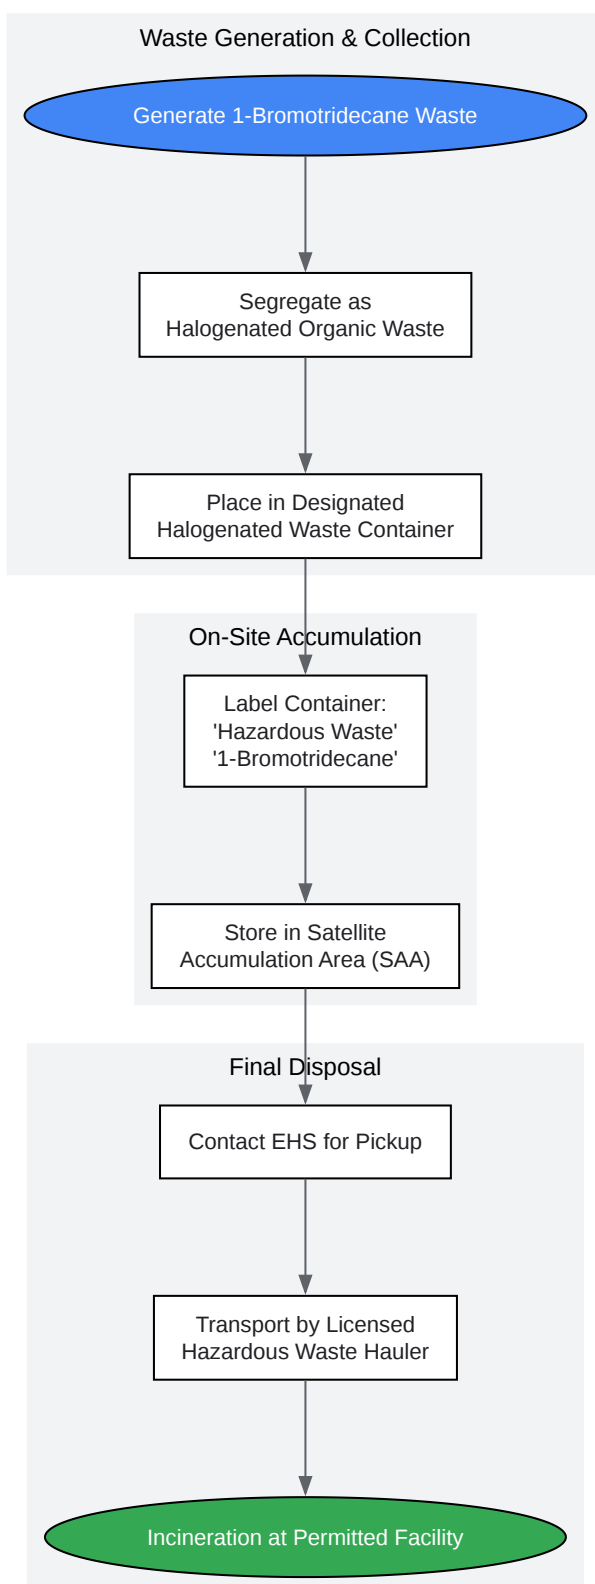 Waste Generation & Collection
Generate 1-Bromotridecane Waste
Segregate as
Halogenated Organic Waste
Place in Designated
Halogenated Waste Container
On-Site Accumulation
Label Container:
'Hazardous Waste'
'1-Bromotridecane'
Store in Satellite
Accumulation Area (SAA)
Final Disposal
Contact EHS for Pickup
Transport by Licensed
Hazardous Waste Hauler
Incineration at Permitted Facility